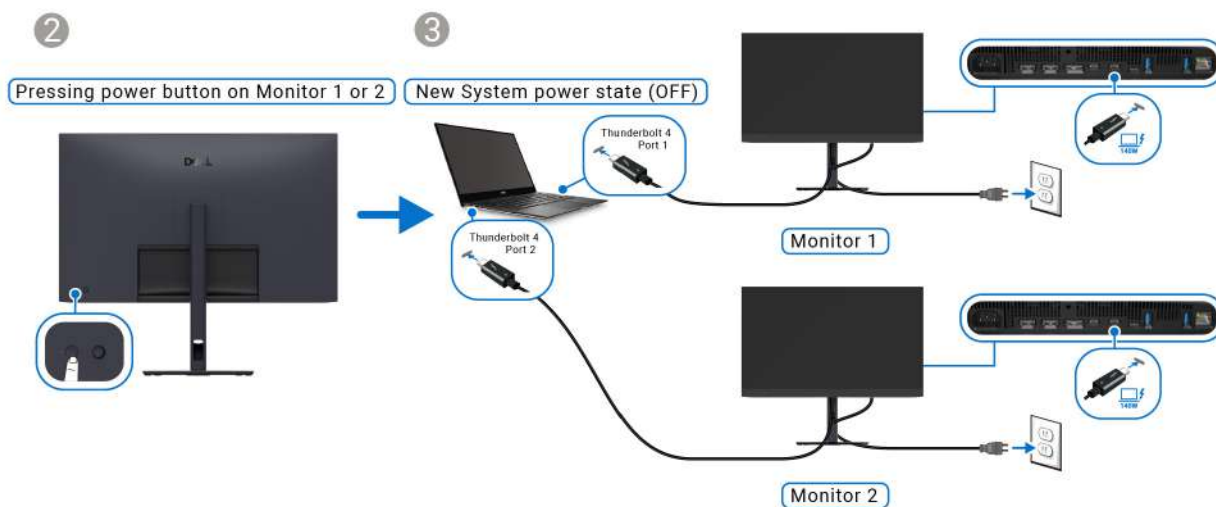 2
Pressing power button on Monitor 1 or 2
DELL
3
New System power state (OFF)
Thunderbolt 4
Port 1
140W
Monitor 1
Thunderbolt 4
Port 2
140W
Monitor 2